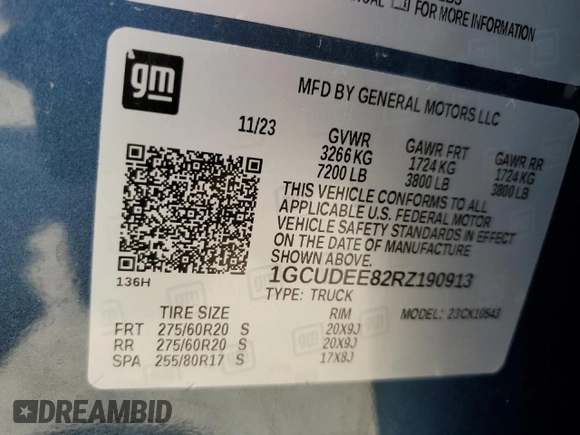 FOR MORE INFORMATION
gm
MFD BY GENERAL MOTORS LLC
11/23 GVWR GAWR FRT GAWR RR
3266 KG 1724 KG 1724 KG
7200 LB 3800 LB 3800 LB
THIS VEHICLE CONFORMS TO ALL
APPLICABLE U.S. FEDERAL MOTOR
VEHICLE SAFETY STANDARDS IN EFFECT
ON THE DATE OF MANUFACTURE
SHOWN ABOVE.
136H
1GCUDEE82RZ190913
TYPE: TRUCK MODEL: 23CK10543
TIRE SIZE RIM
FRT 275/60R20 S 20X9J
RR 275/60R20 S 20X9J
SPA 255/80R17 S 17X8J
DREAMBID